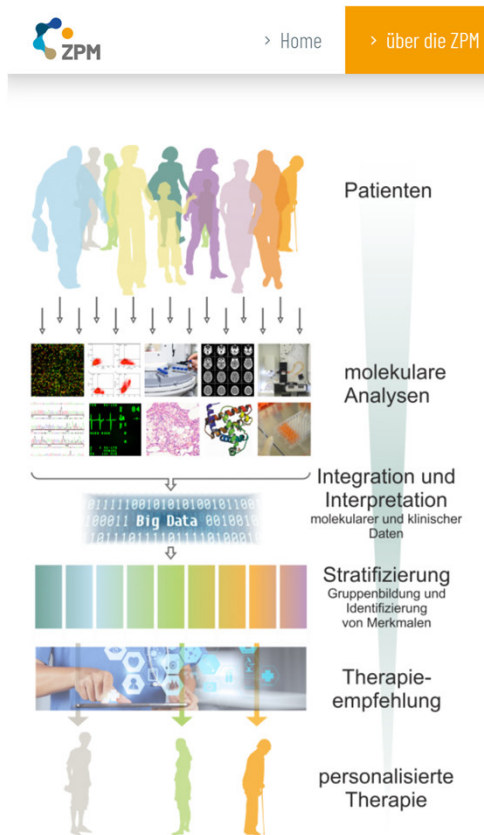 ZPM
> Home
> über die ZPM
Patienten
molekulare
Analysen
Integration und
Interpretation
molekularer und klinischer
Daten
Big Data
Stratifizierung
Gruppenbildung und
Identifizierung
von Merkmalen
Therapie-
empfehlung
personalisierte
Therapie